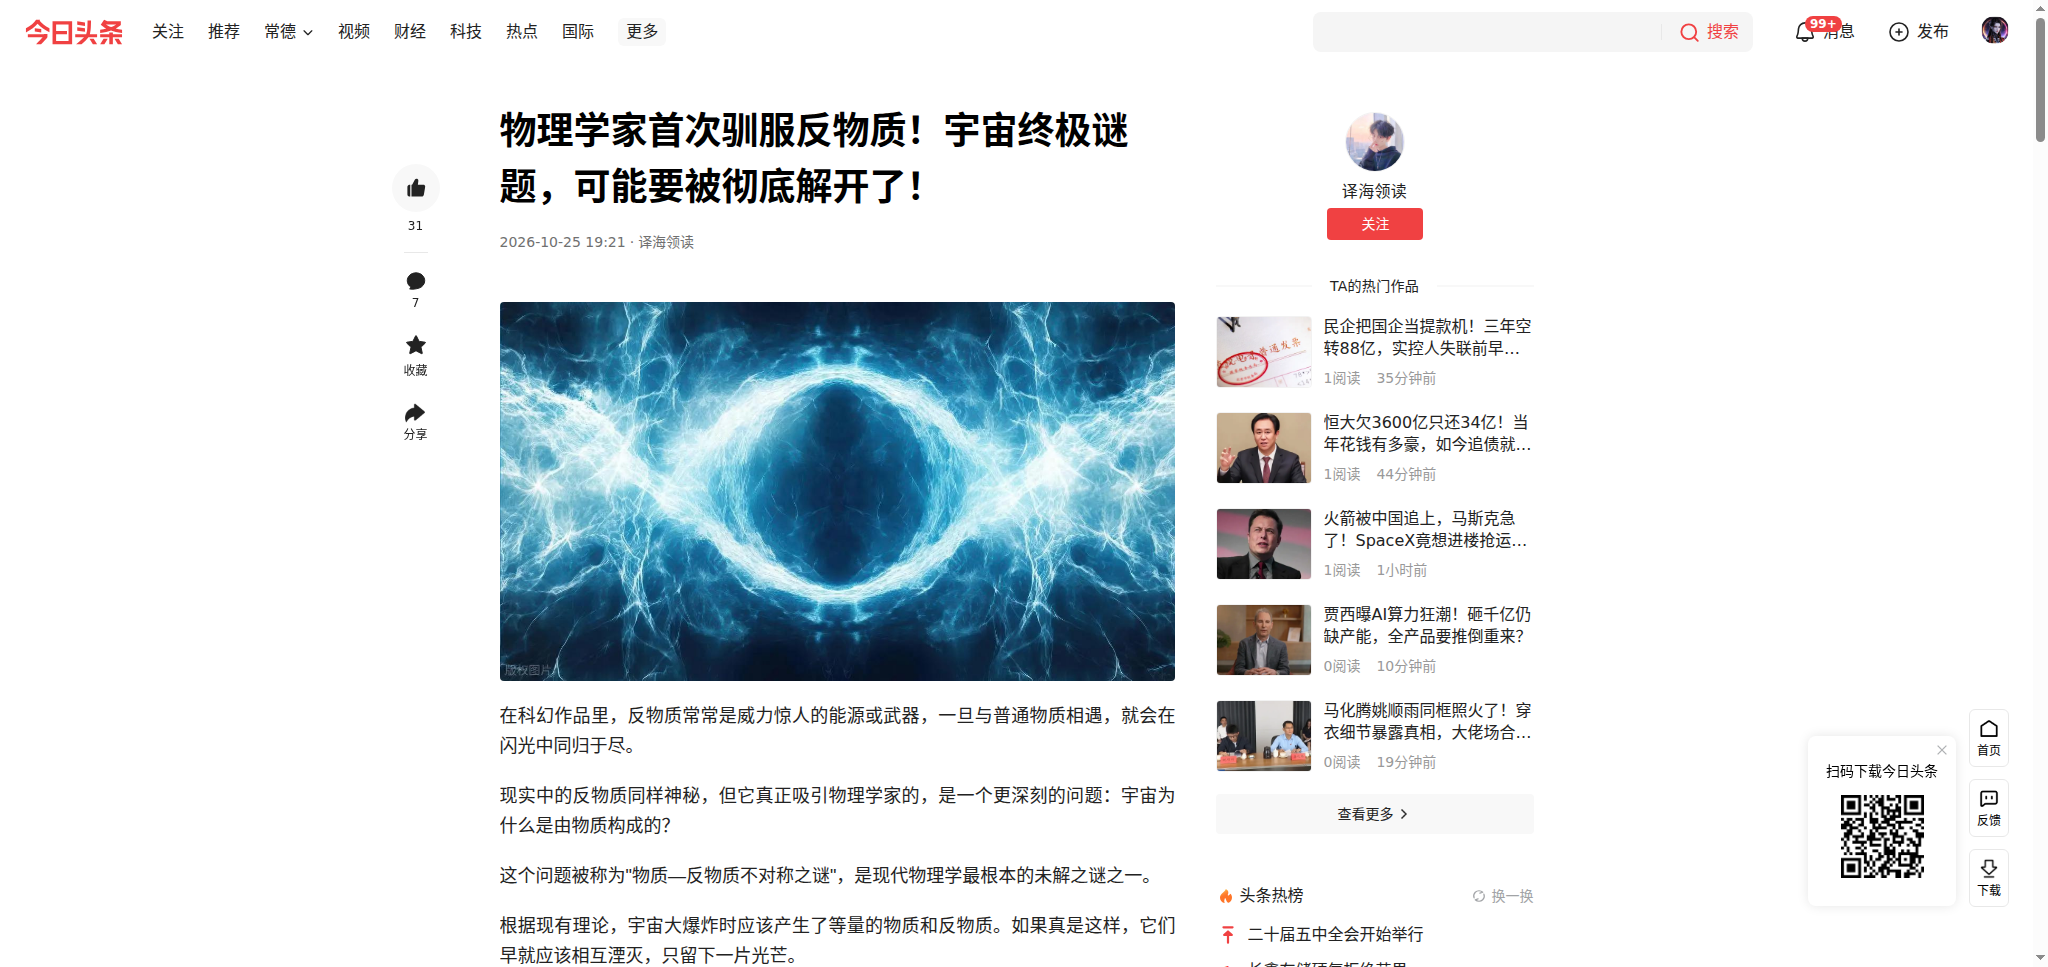 今日头条 关注 推荐 常德 视频 财经 科技 热点 国际 更多 搜索 99+ 消息 发布
物理学家首次驯服反物质！宇宙终极谜
题，可能要被彻底解开了！
2026-10-25 19:21 · 译海领读
31
7
收藏
分享
版权图片
在科幻作品里，反物质常常是威力惊人的能源或武器，一旦与普通物质相遇，就会在
闪光中同归于尽。
现实中的反物质同样神秘，但它真正吸引物理学家的，是一个更深刻的问题：宇宙为
什么是由物质构成的？
这个问题被称为"物质—反物质不对称之谜"，是现代物理学最根本的未解之谜之一。
根据现有理论，宇宙大爆炸时应该产生了等量的物质和反物质。如果真是这样，它们
早就应该相互湮灭，只留下一片光芒。
译海领读
关注
TA的热门作品
民企把国企当提款机！三年空
转88亿，实控人失联前早...
1阅读 35分钟前
恒大欠3600亿只还34亿！当
年花钱有多豪，如今追债就...
1阅读 44分钟前
火箭被中国追上，马斯克急
了！SpaceX竟想进楼抢运...
1阅读 1小时前
贾西曝AI算力狂潮！砸千亿仍
缺产能，全产品要推倒重来？
0阅读 10分钟前
马化腾姚顺雨同框照火了！穿
衣细节暴露真相，大佬场合...
0阅读 19分钟前
查看更多
头条热榜 换一换
二十届五中全会开始举行
扫码下载今日头条
首页
反馈
下载